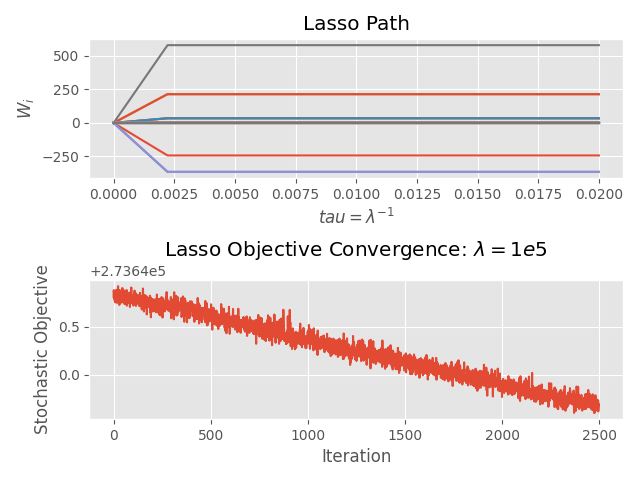 Lasso Path
500
250
0
−250
W_i
0.0000 0.0025 0.0050 0.0075 0.0100 0.0125 0.0150 0.0175 0.0200
tau = λ⁻¹
Lasso Objective Convergence: λ = 1e5
+2.7364e5
0.5
0.0
Stochastic Objective
0 500 1000 1500 2000 2500
Iteration